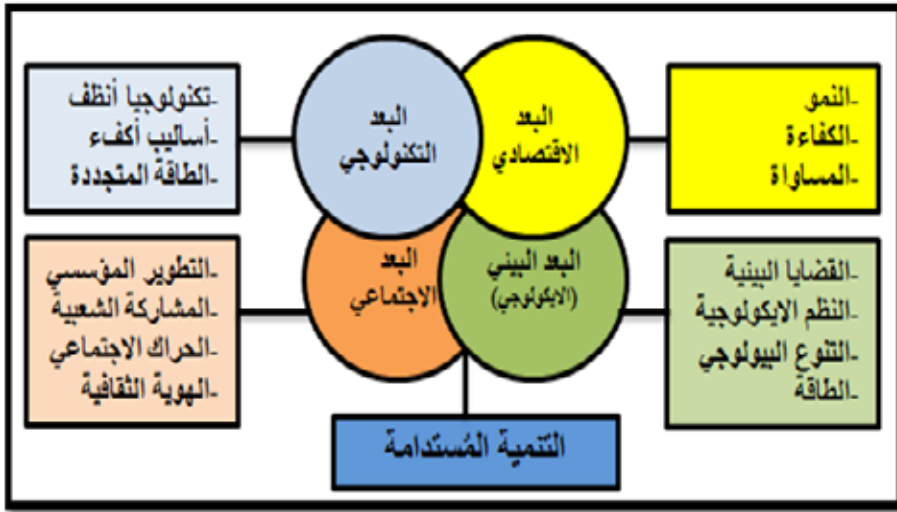 -النمو
-الكفاءة
-المساواة
البعد
الاقتصادي
البعد
التكنولوجي
-تكنولوجيا أنظف
-أساليب أكفء
-الطاقة المتجددة
-القضايا البيئية
-النظم الايكولوجية
-التنوع البيولوجي
-الطاقة
البعد البيئي
(الايكولوجي)
البعد
الاجتماعي
-التطوير المؤسسي
-المشاركة الشعبية
-الحراك الاجتماعي
-الهوية الثقافية
التنمية المُستدامة